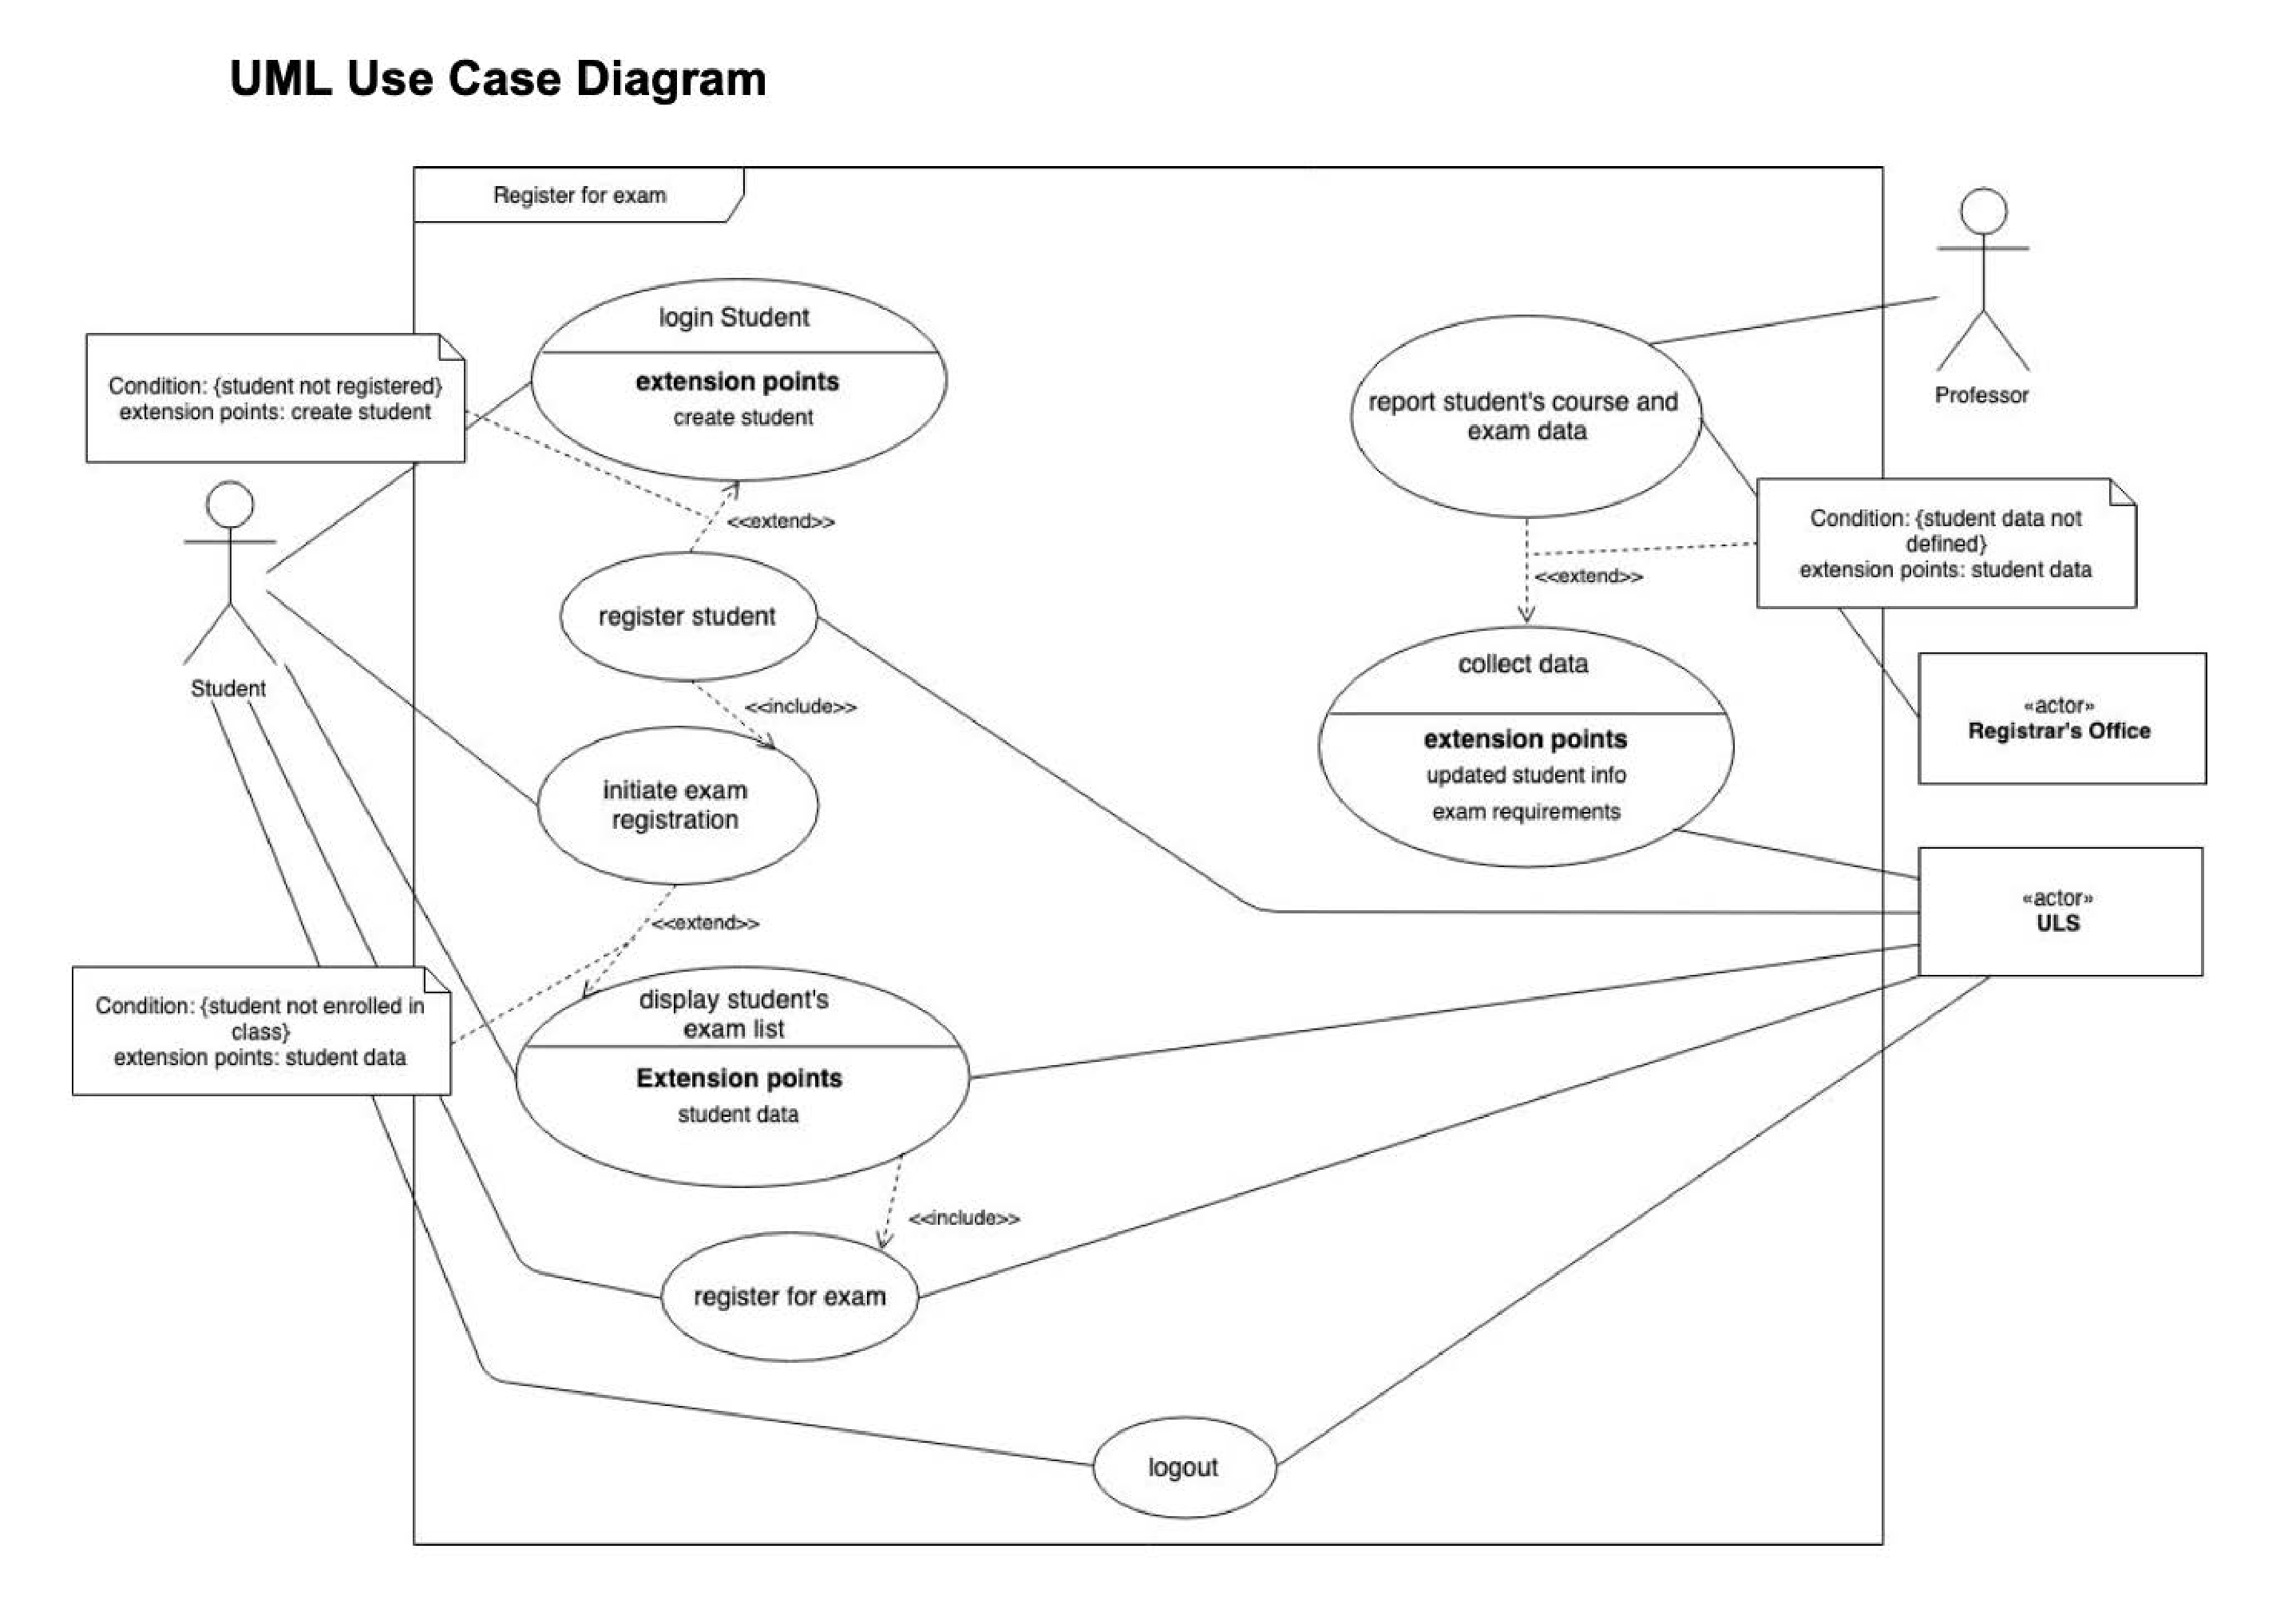 UML Use Case Diagram
Register for exam
login Student
extension points
create student
Condition: {student not registered}
extension points: create student
<<extend>>
register student
<<include>>
initiate exam
registration
<<extend>>
Student
Condition: {student not enrolled in
class}
extension points: student data
display student's
exam list
Extension points
student data
<<include>>
register for exam
logout
report student's course and
exam data
Professor
Condition: {student data not
defined}
extension points: student data
<<extend>>
collect data
extension points
updated student info
exam requirements
«actor»
Registrar's Office
«actor»
ULS